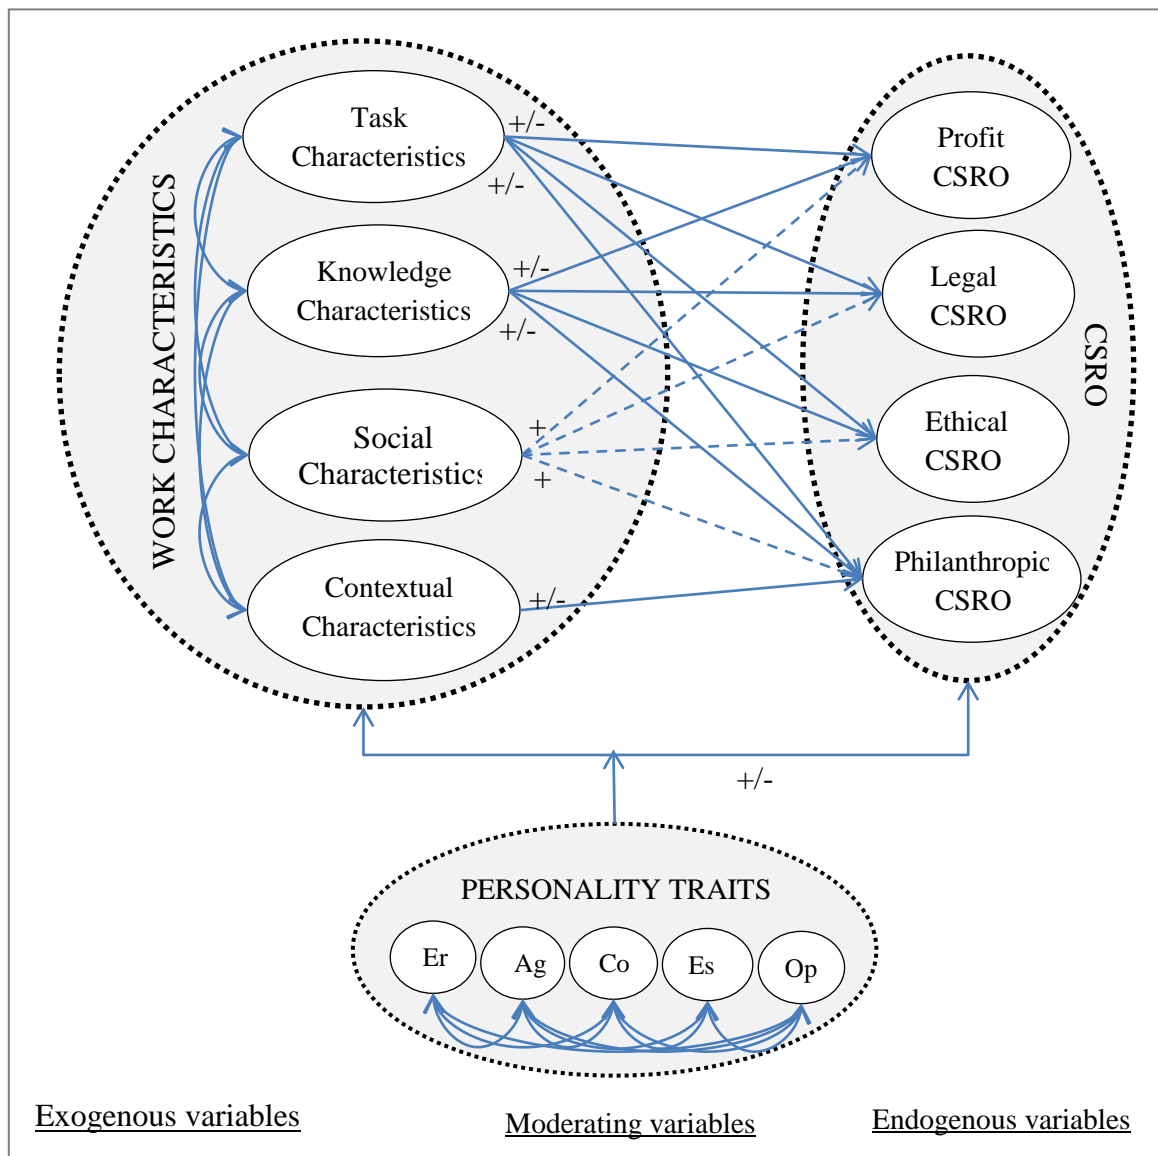 WORK CHARACTERISTICS
Task
Characteristics
+/-
+/-
Knowledge
Characteristics
+/-
+/-
Social
Characteristics
+
+
Contextual
Characteristics
+/-
Profit
CSRO
Legal
CSRO
Ethical
CSRO
Philanthropic
CSRO
CSRO
+/-
PERSONALITY TRAITS
Er
Ag
Co
Es
Op
Exogenous variables
Moderating variables
Endogenous variables